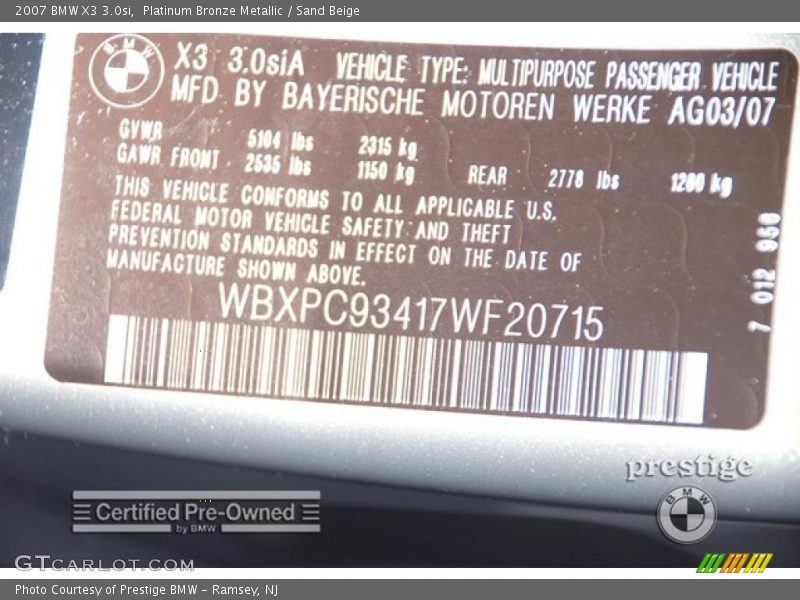 2007 BMW X3 3.0si, Platinum Bronze Metallic / Sand Beige
BMW
X3 3.0siA VEHICLE TYPE: MULTIPURPOSE PASSENGER VEHICLE
MFD BY BAYERISCHE MOTOREN WERKE AG03/07
GVWR 5104 lbs 2315 kg
GAWR FRONT 2535 lbs 1150 kg REAR 2778 lbs 1260 kg
THIS VEHICLE CONFORMS TO ALL APPLICABLE U.S.
FEDERAL MOTOR VEHICLE SAFETY AND THEFT
PREVENTION STANDARDS IN EFFECT ON THE DATE OF
MANUFACTURE SHOWN ABOVE.
WBXPC93417WF20715
7 012 950
prestige
BMW
Certified Pre-Owned
by BMW
GTCARLOT.COM
Photo Courtesy of Prestige BMW – Ramsey, NJ